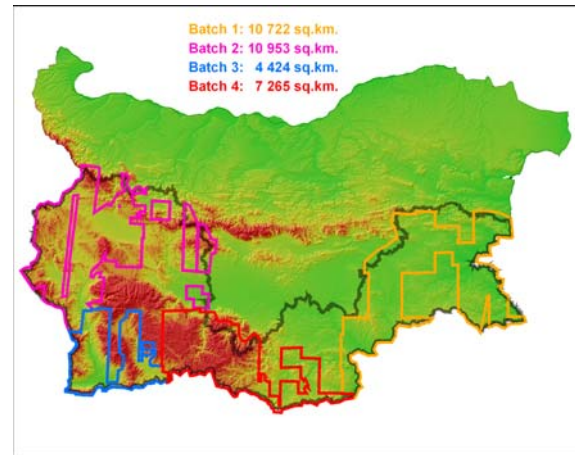 Batch 1: 10 722 sq.km.
Batch 2: 10 953 sq.km.
Batch 3: 4 424 sq.km.
Batch 4: 7 265 sq.km.